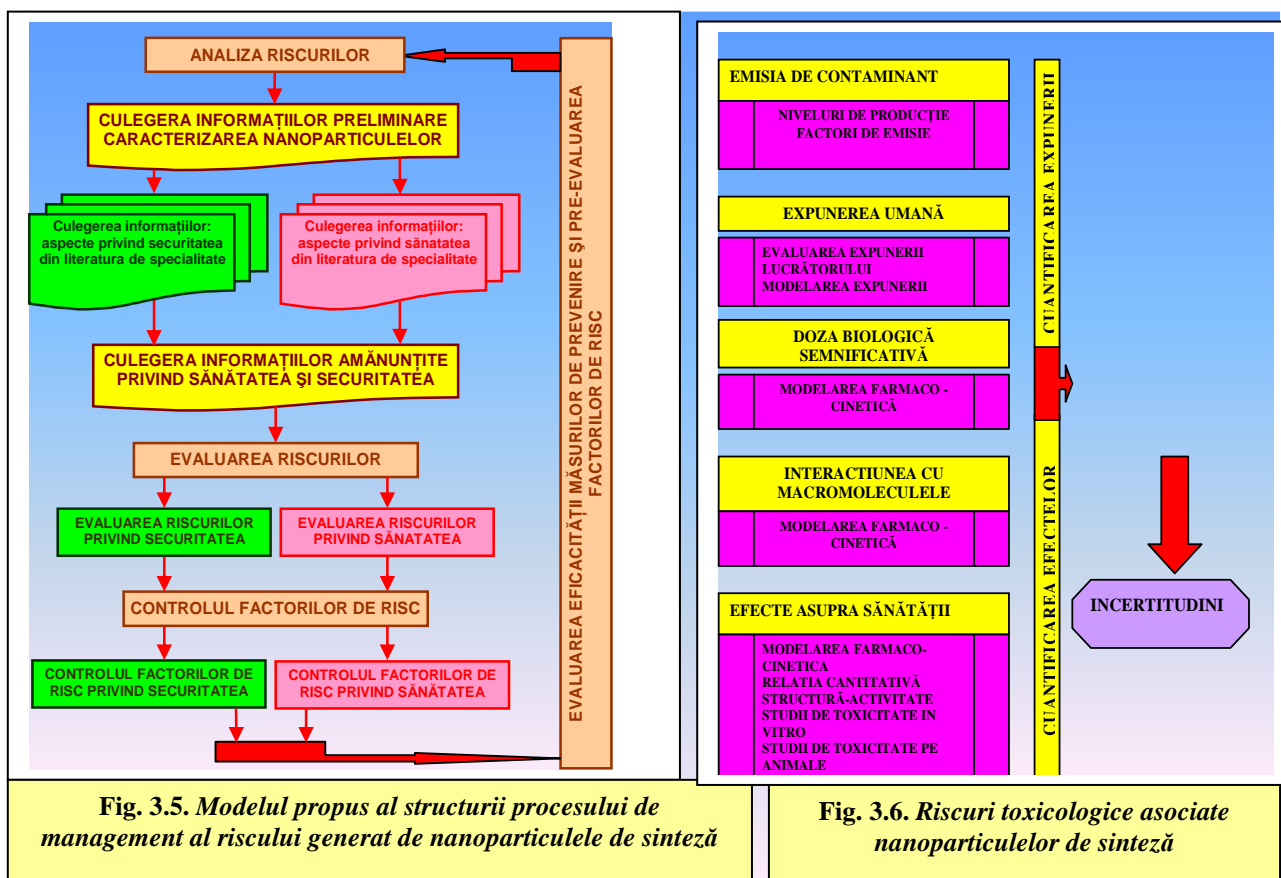 ANALIZA RISCURILOR
CULEGERA INFORMAȚIILOR PRELIMINARE
CARACTERIZAREA NANOPARTICULELOR
Culegerea informațiilor:
aspecte privind securitatea
din literatura de specialitate
Culegerea informațiilor:
aspecte privind sănatatea
din literatura de specialitate
CULEGERA INFORMAȚIILOR AMĂNUNȚITE
PRIVIND SĂNĂTATEA ŞI SECURITATEA
EVALUAREA RISCURILOR
EVALUAREA RISCURILOR
PRIVIND SECURITATEA
EVALUAREA RISCURILOR
PRIVIND SĂNATATEA
CONTROLUL FACTORILOR DE RISC
CONTROLUL FACTORILOR DE
RISC PRIVIND SECURITATEA
CONTROLUL FACTORILOR DE
RISC PRIVIND SĂNĂTATEA
EVALUAREA EFICACITĂȚII MĂSURILOR DE PREVENIRE ŞI PRE-EVALUAREA
FACTORILOR DE RISC
Fig. 3.5. Modelul propus al structurii procesului de
management al riscului generat de nanoparticulele de sinteză
EMISIA DE CONTAMINANT
NIVELURI DE PRODUCȚIE
FACTORI DE EMISIE
EXPUNEREA UMANĂ
EVALUAREA EXPUNERII
LUCRĂTORULUI
MODELAREA EXPUNERII
DOZA BIOLOGICĂ
SEMNIFICATIVĂ
MODELAREA FARMACO -
CINETICĂ
INTERACTIUNEA CU
MACROMOLECULELE
MODELAREA FARMACO -
CINETICĂ
EFECTE ASUPRA SĂNĂTĂȚII
MODELAREA FARMACO-
CINETICA
RELATIA CANTITATIVĂ
STRUCTURĂ-ACTIVITATE
STUDII DE TOXICITATE IN
VITRO
STUDII DE TOXICITATE PE
ANIMALE
CUANTIFICAREA EXPUNERII
CUANTIFICAREA EFECTELOR
INCERTITUDINI
Fig. 3.6. Riscuri toxicologice asociate
nanoparticulelor de sinteză